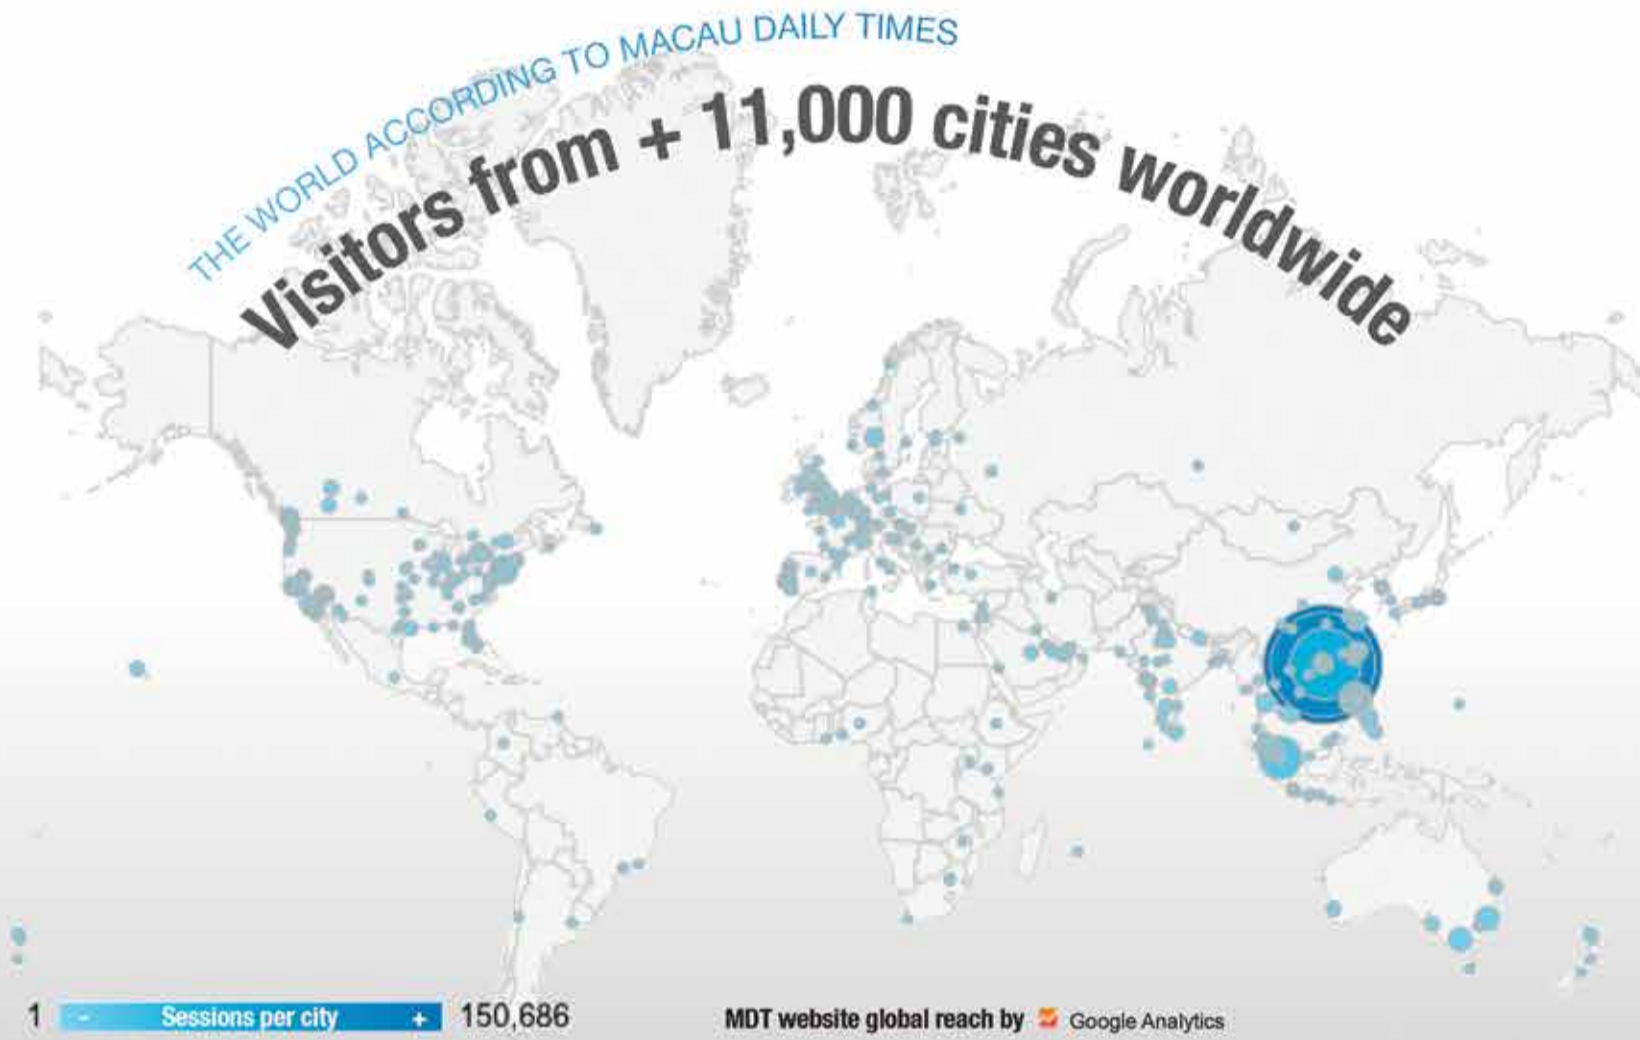 THE WORLD ACCORDING TO MACAU DAILY TIMES
Visitors from + 11,000 cities worldwide
1 - Sessions per city + 150,686
MDT website global reach by Google Analytics